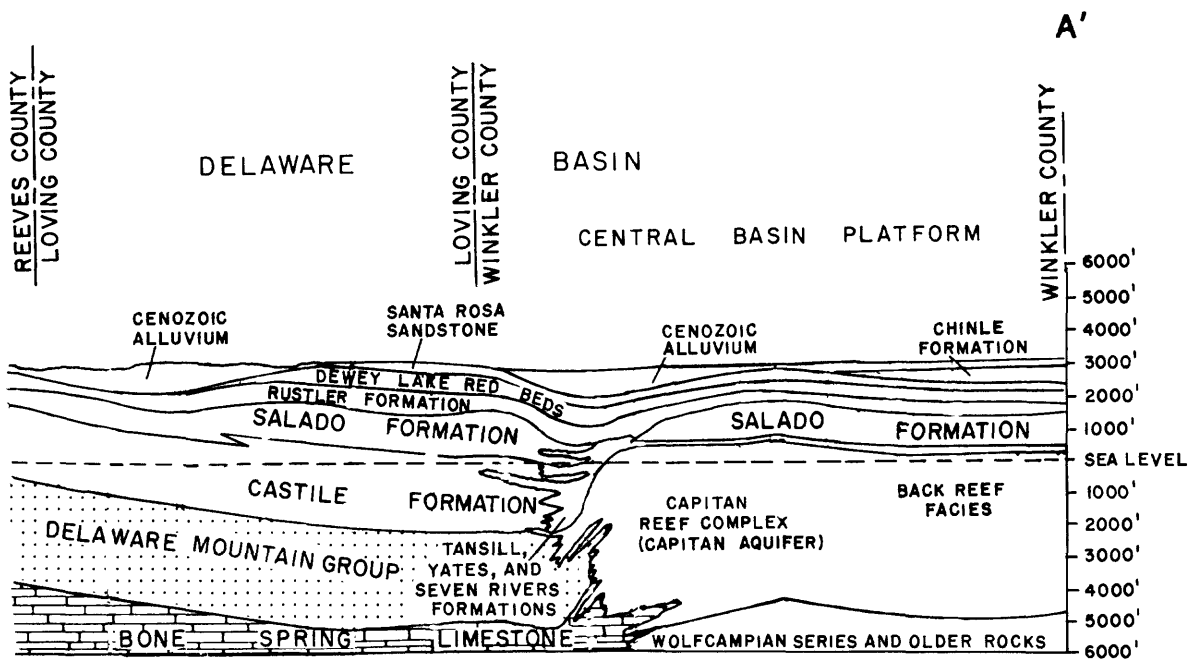 A'
REEVES COUNTY
LOVING COUNTY
LOVING COUNTY
WINKLER COUNTY
WINKLER COUNTY
DELAWARE BASIN
CENTRAL BASIN PLATFORM
6000'
5000'
4000'
3000'
2000'
1000'
SEA LEVEL
1000'
2000'
3000'
4000'
5000'
6000'
CENOZOIC
ALLUVIUM
SANTA ROSA
SANDSTONE
CENOZOIC
ALLUVIUM
CHINLE
FORMATION
DEWEY LAKE RED BEDS
RUSTLER FORMATION
SALADO FORMATION
SALADO FORMATION
CASTILE FORMATION
CAPITAN
REEF COMPLEX
(CAPITAN AQUIFER)
BACK REEF
FACIES
DELAWARE MOUNTAIN GROUP
TANSILL,
YATES, AND
SEVEN RIVERS
FORMATIONS
BONE SPRING LIMESTONE
WOLFCAMPIAN SERIES AND OLDER ROCKS